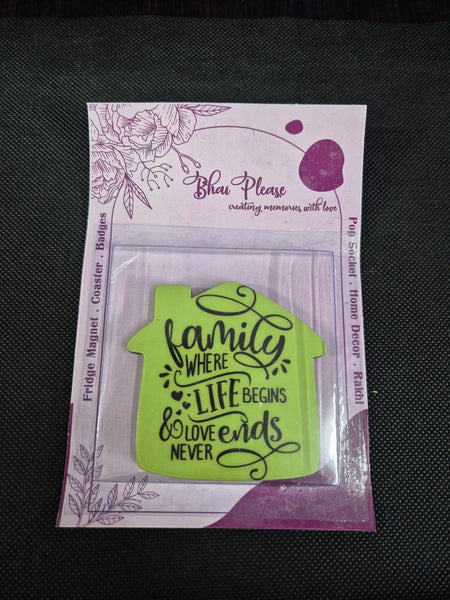 Bhai Please
creating memories with love
Fridge Magnet . Coaster . Badges
Pop Socket . Home Decor . Rakhi
family
WHERE
LIFE BEGINS
& LOVE ends
NEVER